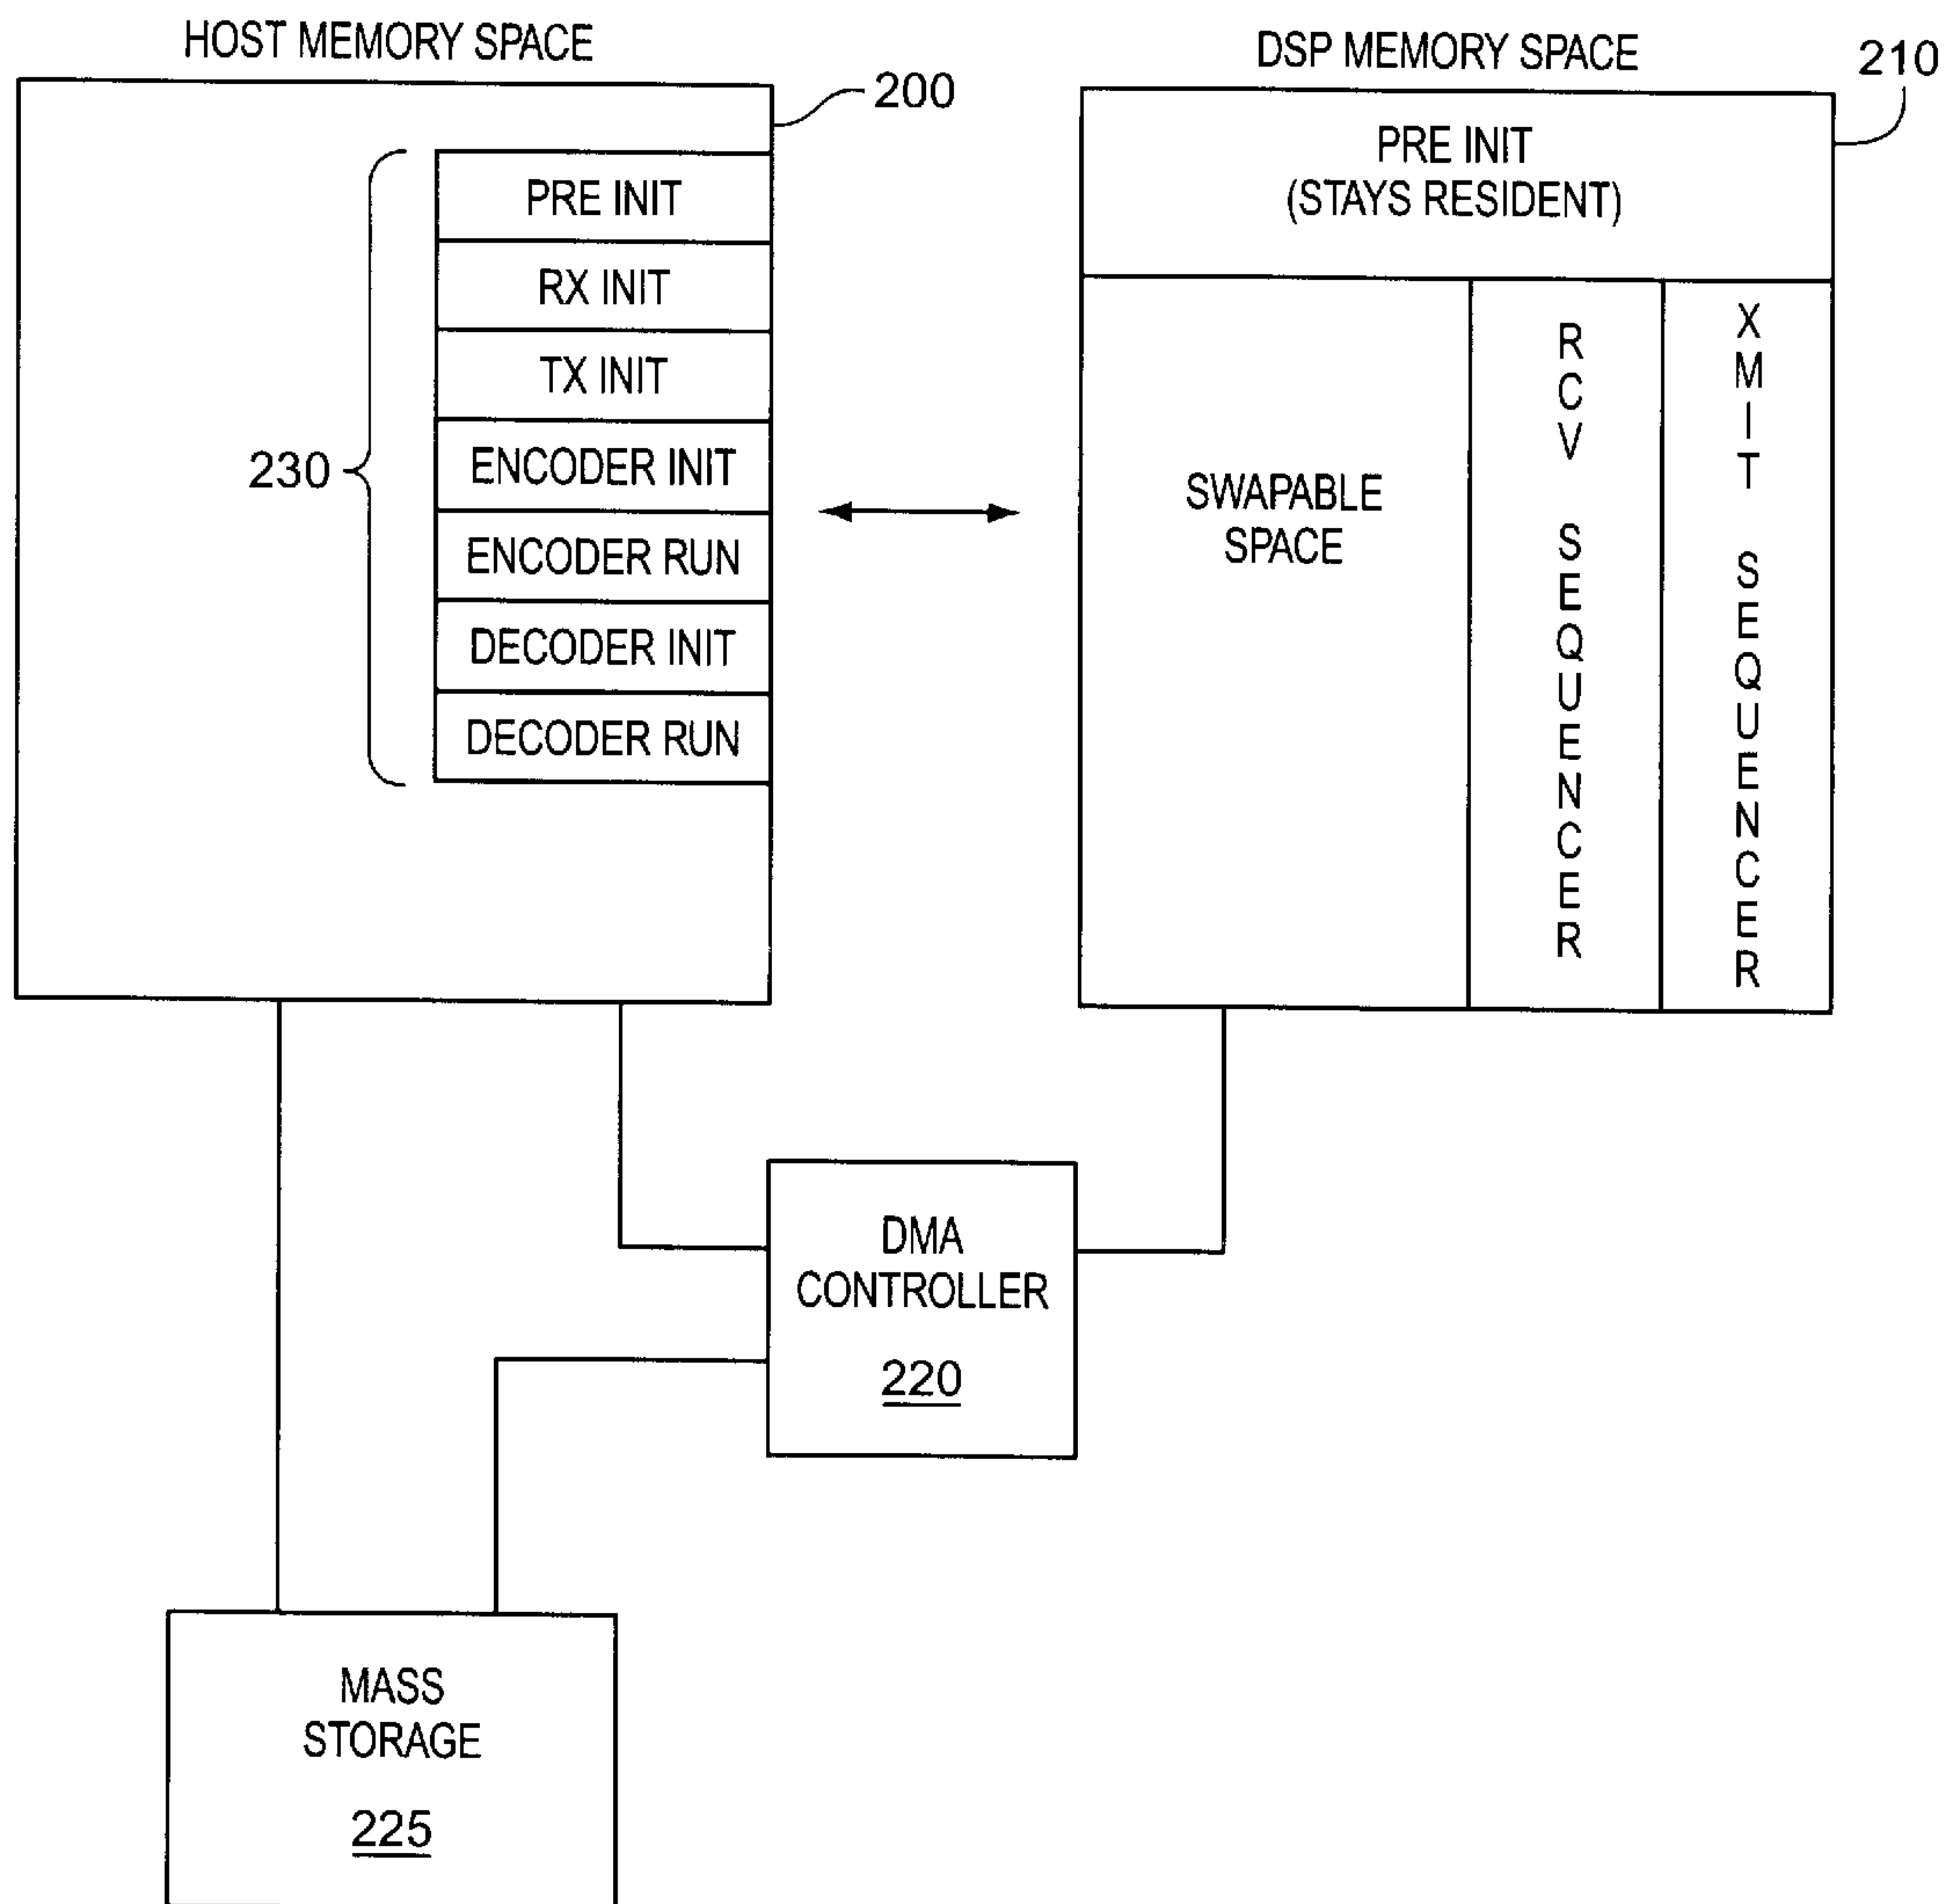 HOST MEMORY SPACE
200
PRE INIT
RX INIT
TX INIT
ENCODER INIT
ENCODER RUN
DECODER INIT
DECODER RUN
230
DSP MEMORY SPACE
210
PRE INIT
(STAYS RESIDENT)
SWAPABLE
SPACE
RCV SEQUENCER
XMIT SEQUENCER
DMA
CONTROLLER
220
MASS
STORAGE
225